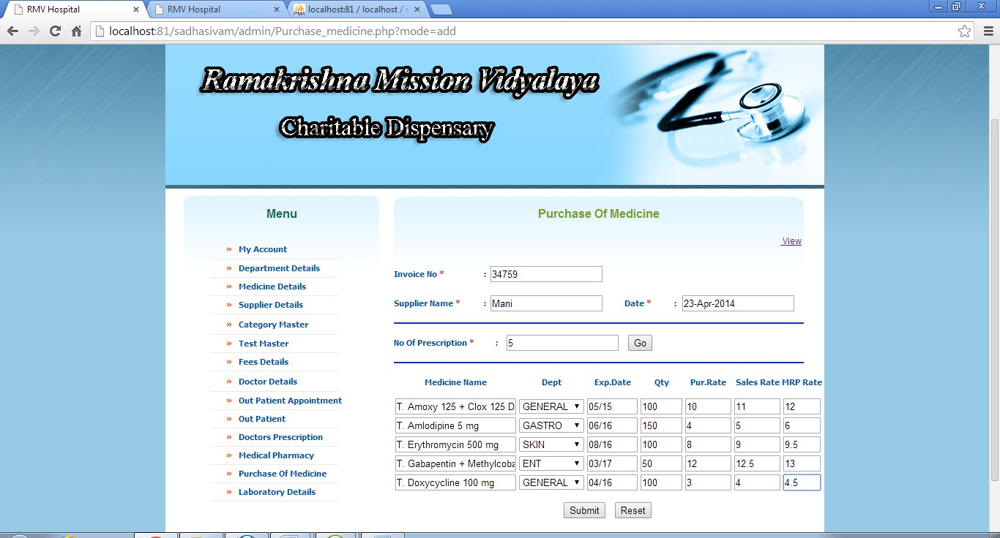 RMV Hospital
RMV Hospital
PMA localhost:81 / localhost /
localhost:81/sadhasivam/admin/Purchase_medicine.php?mode=add
Ramakrishna Mission Vidyalaya
Charitable Dispensary
Menu
» My Account
» Department Details
» Medicine Details
» Supplier Details
» Category Master
» Test Master
» Fees Details
» Doctor Details
» Out Patient Appointment
» Out Patient
» Doctors Prescription
» Medical Pharmacy
» Purchase Of Medicine
» Laboratory Details
Purchase Of Medicine
View
Invoice No * : 34759
Supplier Name * : Mani Date * : 23-Apr-2014
No Of Prescription * : 5 Go
Medicine Name Dept Exp.Date Qty Pur.Rate Sales Rate MRP Rate
T. Amoxy 125 + Clox 125 D GENERAL 05/15 100 10 11 12
T. Amlodipine 5 mg GASTRO 06/16 150 4 5 6
T. Erythromycin 500 mg SKIN 08/16 100 8 9 9.5
T. Gabapentin + Methylcoba ENT 03/17 50 12 12.5 13
T. Doxycycline 100 mg GENERAL 04/16 100 3 4 4.5
Submit Reset